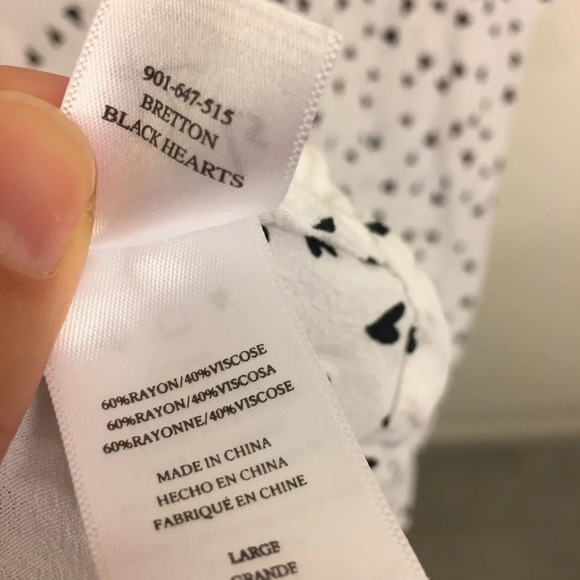 901-647-515
BRETTON
BLACK HEARTS
60%RAYON/40%VISCOSE
60%RAYON/40%VISCOSA
60%RAYONNE/40%VISCOSE
MADE IN CHINA
HECHO EN CHINA
FABRIQUÉ EN CHINE
LARGE
GRANDE